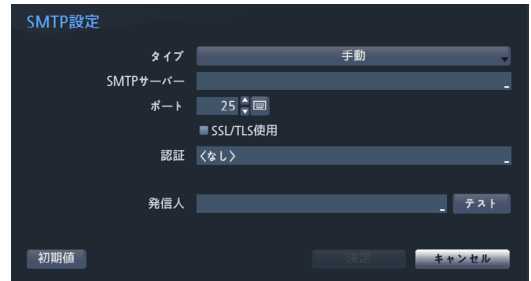 SMTP設定
タイプ 手動
SMTPサーバー
ポート 25
SSL/TLS使用
認証 〈なし〉
発信人 テスト
初期値 決定 キャンセル